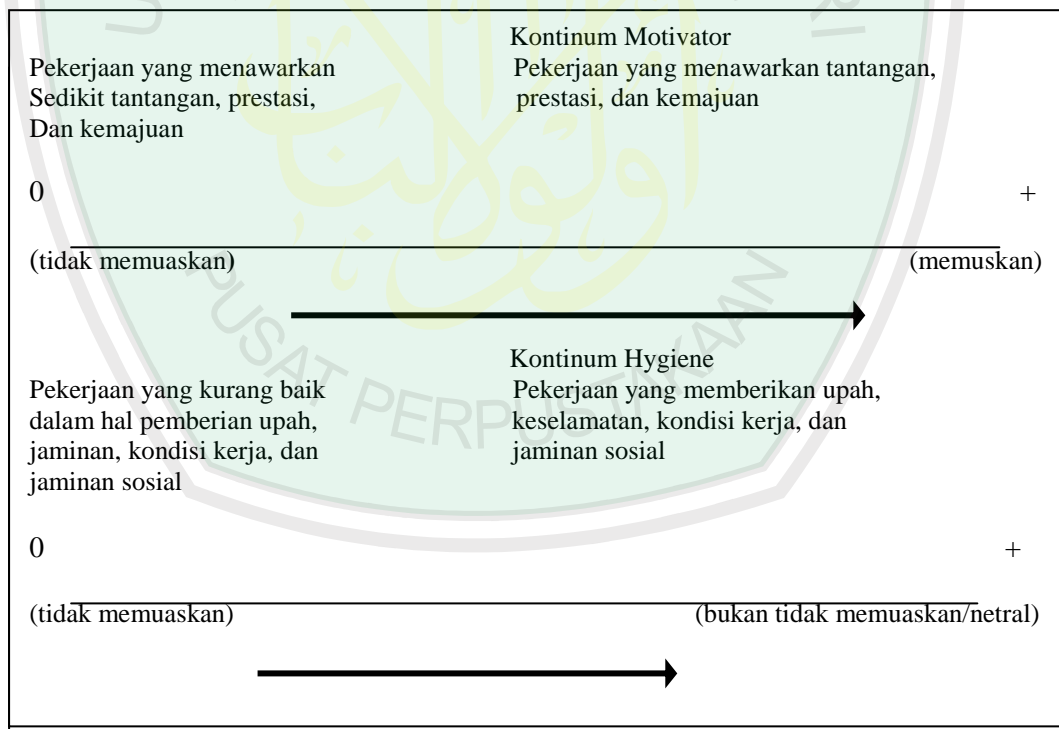 Kontinum Motivator
Pekerjaan yang menawarkan Pekerjaan yang menawarkan tantangan,
Sedikit tantangan, prestasi, prestasi, dan kemajuan
Dan kemajuan
0 +
(tidak memuaskan) (memuskan)
Kontinum Hygiene
Pekerjaan yang kurang baik Pekerjaan yang memberikan upah,
dalam hal pemberian upah, keselamatan, kondisi kerja, dan
jaminan, kondisi kerja, dan jaminan sosial
jaminan sosial
0 +
(tidak memuaskan) (bukan tidak memuaskan/netral)
PUSAT PERPUSTAKAAN